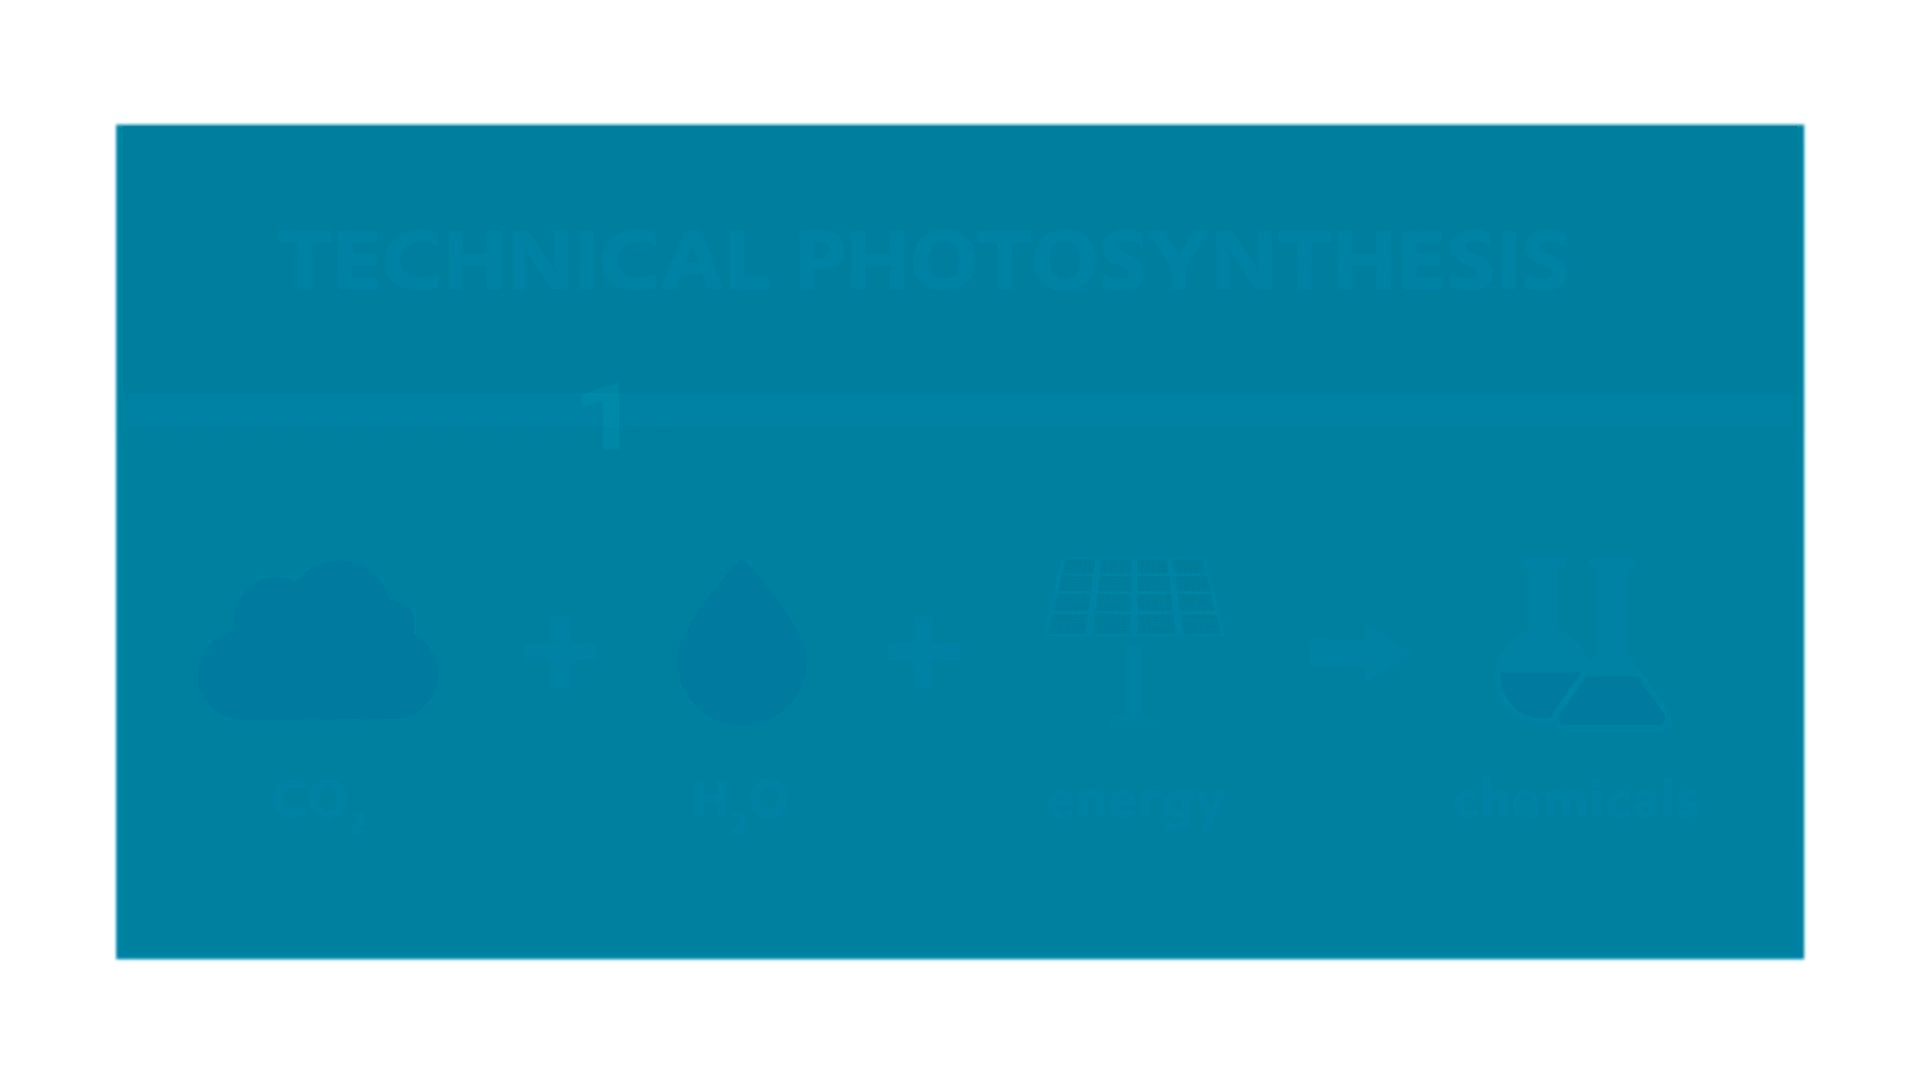 TECHNICAL PHOTOSYNTHESIS
1
+ +
CO₂ H₂O energy chemicals